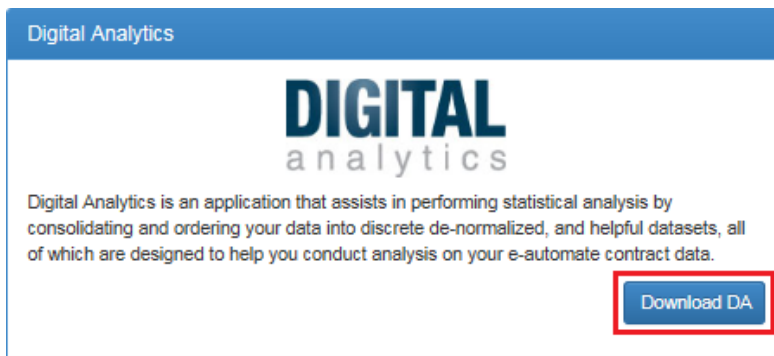 Digital Analytics
DIGITAL
analytics
Digital Analytics is an application that assists in performing statistical analysis by
consolidating and ordering your data into discrete de-normalized, and helpful datasets, all
of which are designed to help you conduct analysis on your e-automate contract data.
Download DA